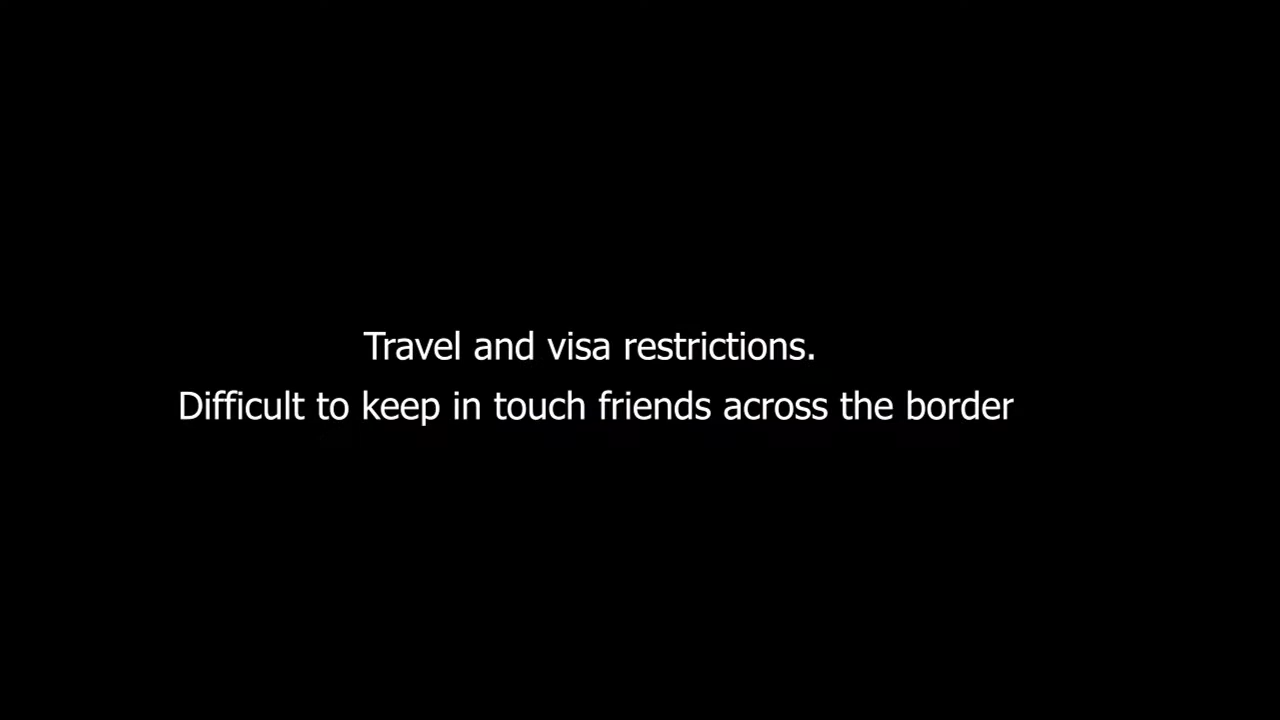 Travel and visa restrictions.
Difficult to keep in touch friends across the border